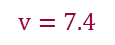 v = 7.4